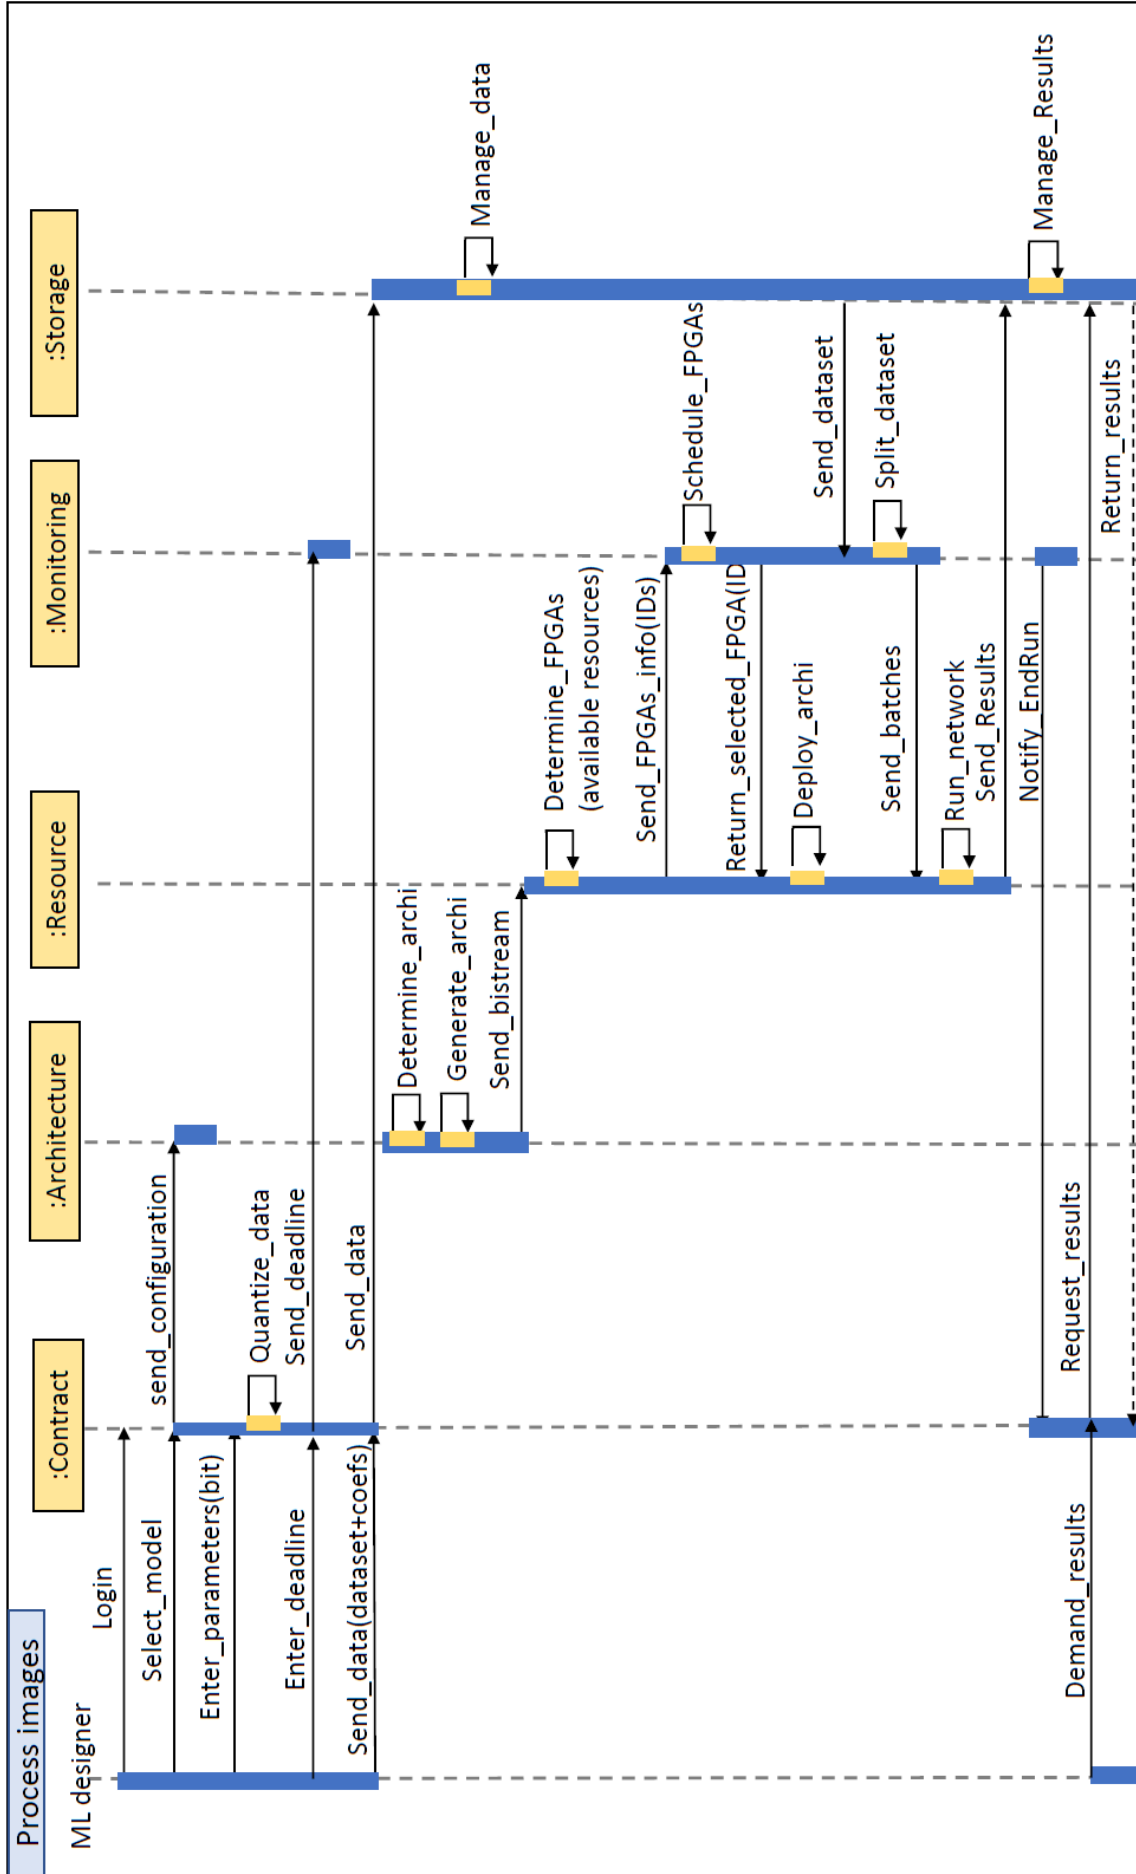 Process images
ML designer
:Contract
:Architecture
:Resource
:Monitoring
:Storage
Login
Select_model
send_configuration
Enter_parameters(bit)
Quantize_data
Enter_deadline
Send_deadline
Send_data(dataset+coefs)
Send_data
Determine_archi
Generate_archi
Manage_data
Send_bistream
Determine_FPGAs
(available resources)
Send_FPGAs_info(IDs)
Schedule_FPGAs
Return_selected_FPGA(ID
Deploy_archi
Send_dataset
Split_dataset
Send_batches
Run_network
Send_Results
Notify_EndRun
Manage_Results
Demand_results
Request_results
Return_results